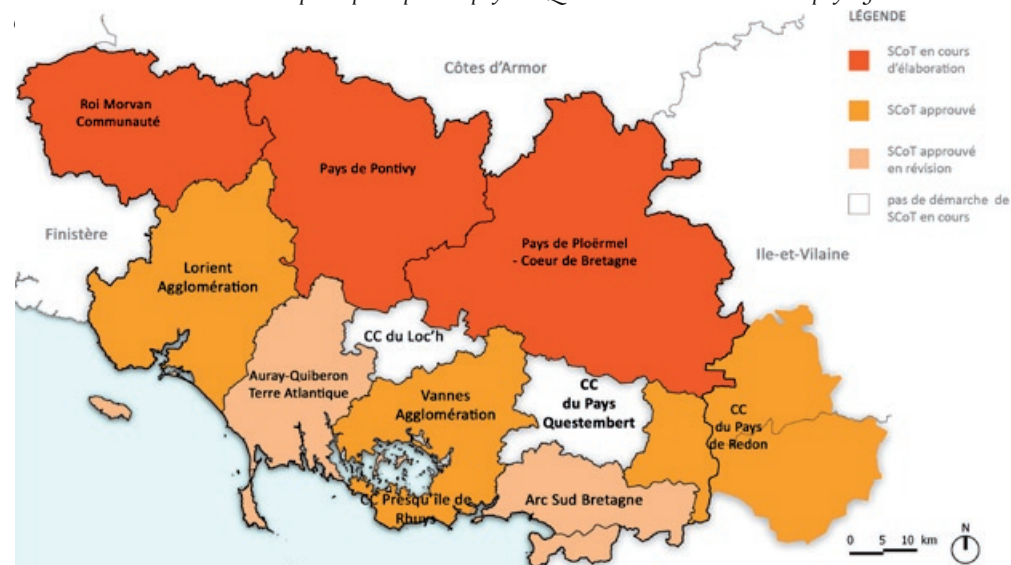 LÉGENDE
SCoT en cours
d'élaboration
SCoT approuvé
SCoT approuvé
en révision
pas de démarche de
SCoT en cours
Côtes d'Armor
Roi Morvan
Communauté
Pays de Pontivy
Finistère
Pays de Ploërmel
- Coeur de Bretagne
Ile-et-Vilaine
Lorient
Agglomération
CC du Loc'h
Auray-Quiberon
Terre Atlantique
Vannes
Agglomération
CC
du Pays
Questembert
CC
du Pays
de Redon
CC Presqu'île de
Rhuys
Arc Sud Bretagne
0 5 10 km
N